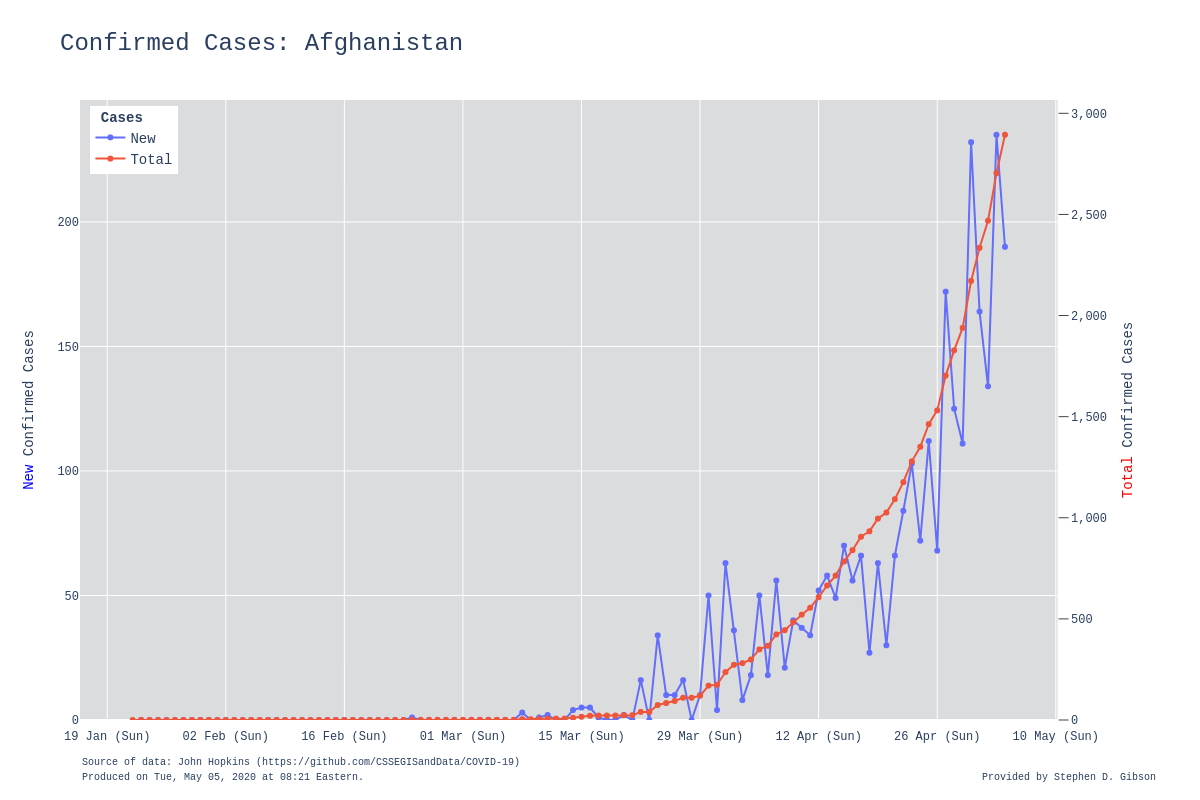 Confirmed Cases: Afghanistan
Cases
New
Total
3,000
2,500
2,000
1,500
1,000
500
0
200
150
100
50
0
New Confirmed Cases
Total Confirmed Cases
19 Jan (Sun) 02 Feb (Sun) 16 Feb (Sun) 01 Mar (Sun) 15 Mar (Sun) 29 Mar (Sun) 12 Apr (Sun) 26 Apr (Sun) 10 May (Sun)
Source of data: John Hopkins (https://github.com/CSSEGISandData/COVID-19)
Produced on Tue, May 05, 2020 at 08:21 Eastern.
Provided by Stephen D. Gibson